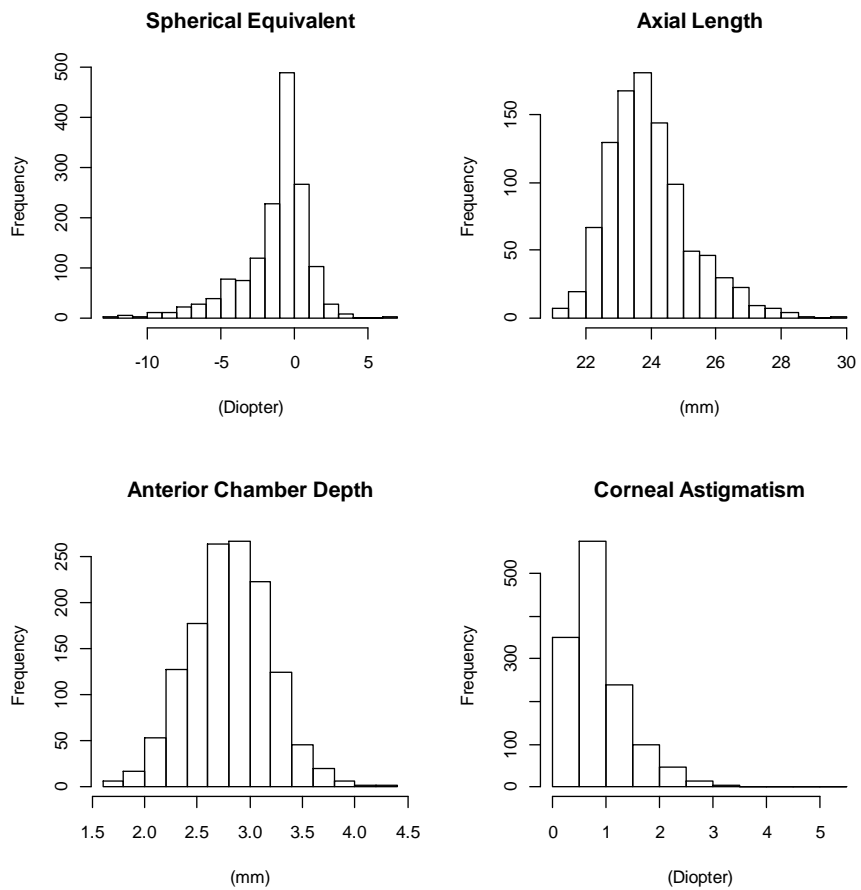 Spherical Equivalent
Frequency
0 100 200 300 400 500
-10 -5 0 5
(Diopter)
Axial Length
Frequency
0 50 100 150
22 24 26 28 30
(mm)
Anterior Chamber Depth
Frequency
0 50 100 150 200 250
1.5 2.0 2.5 3.0 3.5 4.0 4.5
(mm)
Corneal Astigmatism
Frequency
0 100 300 500
0 1 2 3 4 5
(Diopter)